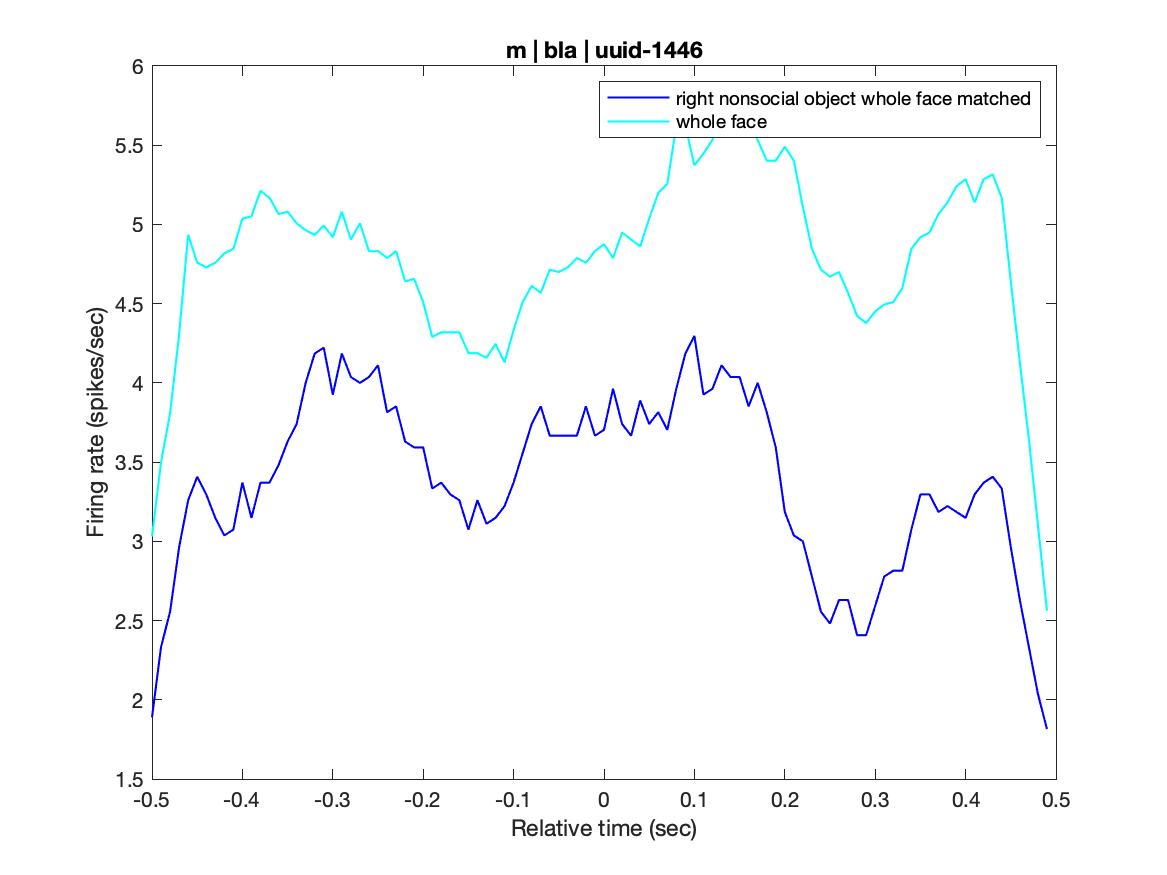 m | bla | uuid-1446
right nonsocial object whole face matched
whole face
Firing rate (spikes/sec)
6
5.5
5
4.5
4
3.5
3
2.5
2
1.5
-0.5 -0.4 -0.3 -0.2 -0.1 0 0.1 0.2 0.3 0.4 0.5
Relative time (sec)